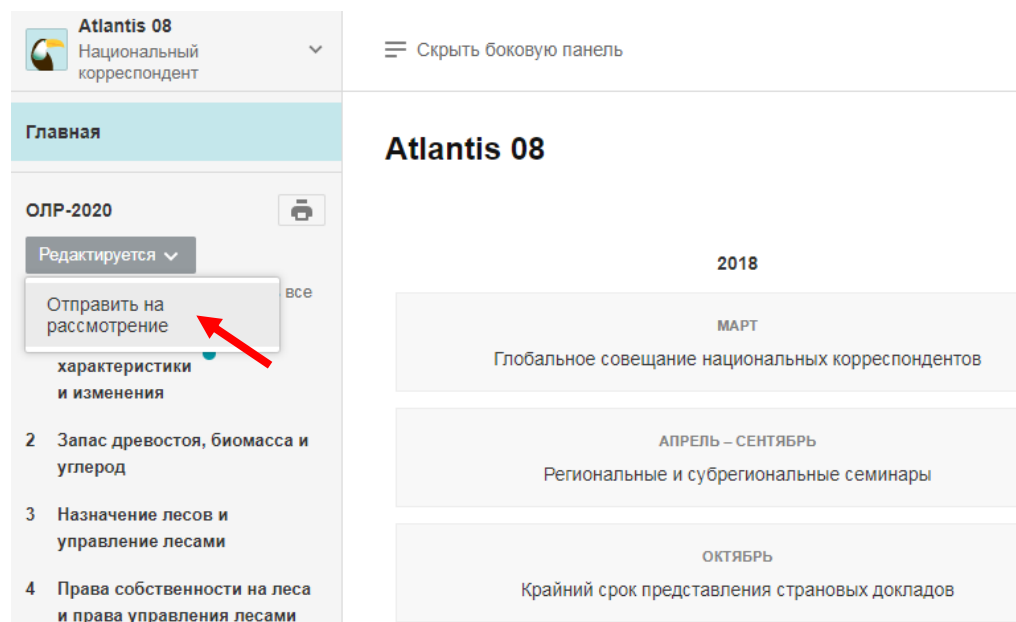 Atlantis 08
Национальный
корреспондент
Скрыть боковую панель
Главная
Atlantis 08
ОЛР-2020
Редактируется
Отправить на
рассмотрение
все
характеристики
и изменения
2 Запас древостоя, биомасса и
углерод
3 Назначение лесов и
управление лесами
4 Права собственности на леса
и права управления лесами
2018
МАРТ
Глобальное совещание национальных корреспондентов
АПРЕЛЬ – СЕНТЯБРЬ
Региональные и субрегиональные семинары
ОКТЯБРЬ
Крайний срок представления страновых докладов